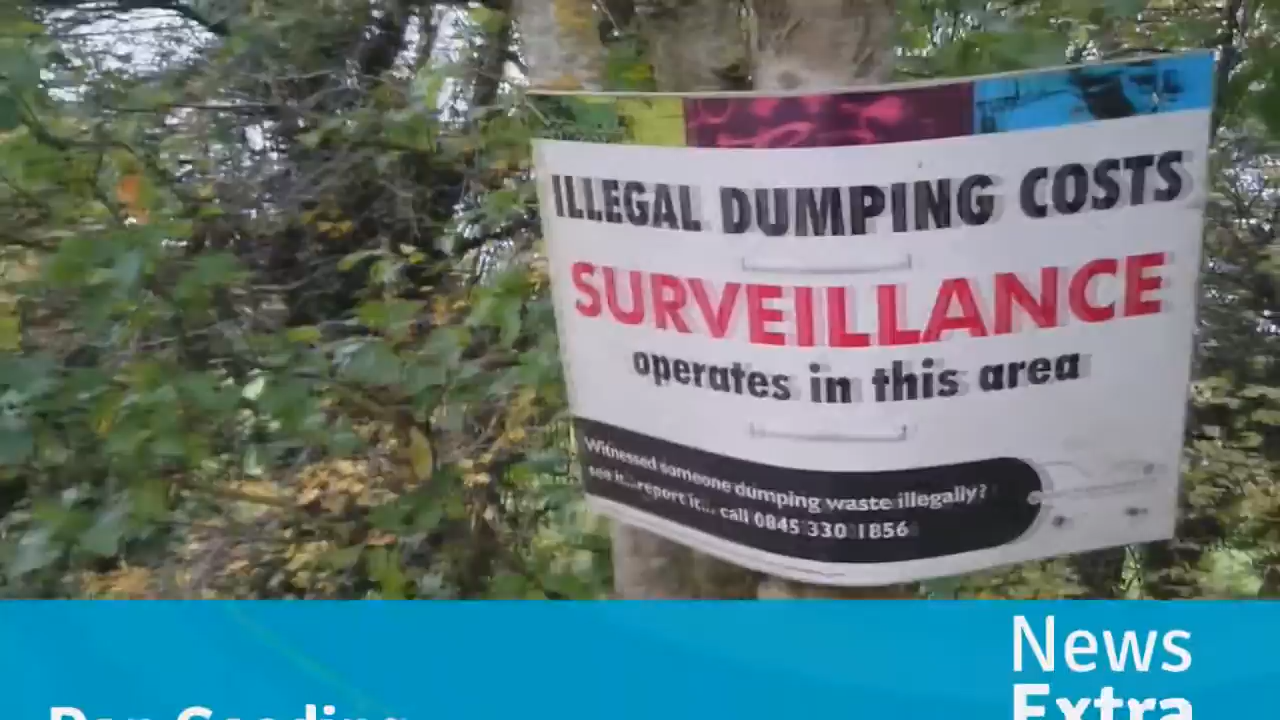 ILLEGAL DUMPING COSTS
SURVEILLANCE
operates in this area
Witnessed someone dumping waste illegally?
see it...report it... call 0845 330 1856
News
Extra